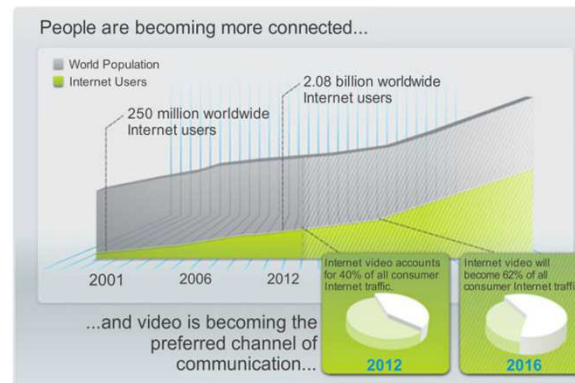 People are becoming more connected...
World Population
Internet Users
2.08 billion worldwide
Internet users
250 million worldwide
Internet users
2001
2006
2012
Internet video accounts
for 40% of all consumer
Internet traffic.
2012
Internet video will
become 62% of all
consumer Internet traffi
2016
...and video is becoming the
preferred channel of
communication...